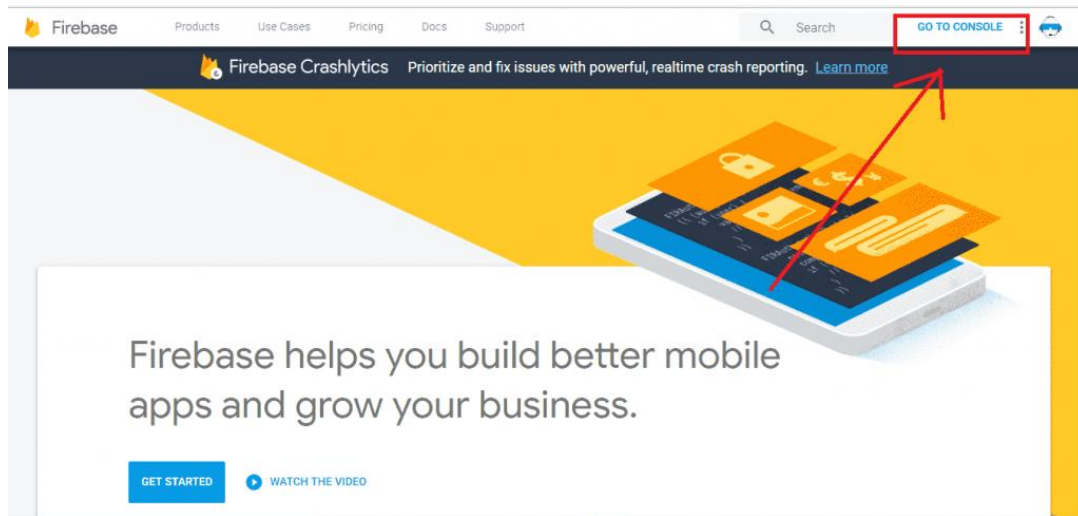 Firebase Products Use Cases Pricing Docs Support Search GO TO CONSOLE
Firebase Crashlytics Prioritize and fix issues with powerful, realtime crash reporting. Learn more
Firebase helps you build better mobile
apps and grow your business.
GET STARTED WATCH THE VIDEO